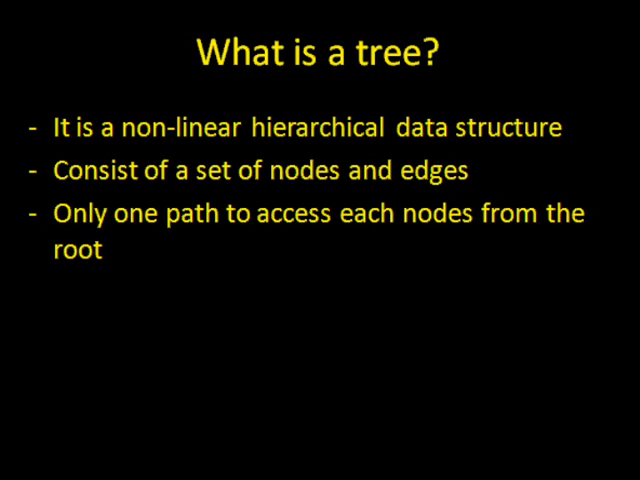 What is a tree?
- It is a non-linear hierarchical data structure
- Consist of a set of nodes and edges
- Only one path to access each nodes from the
root